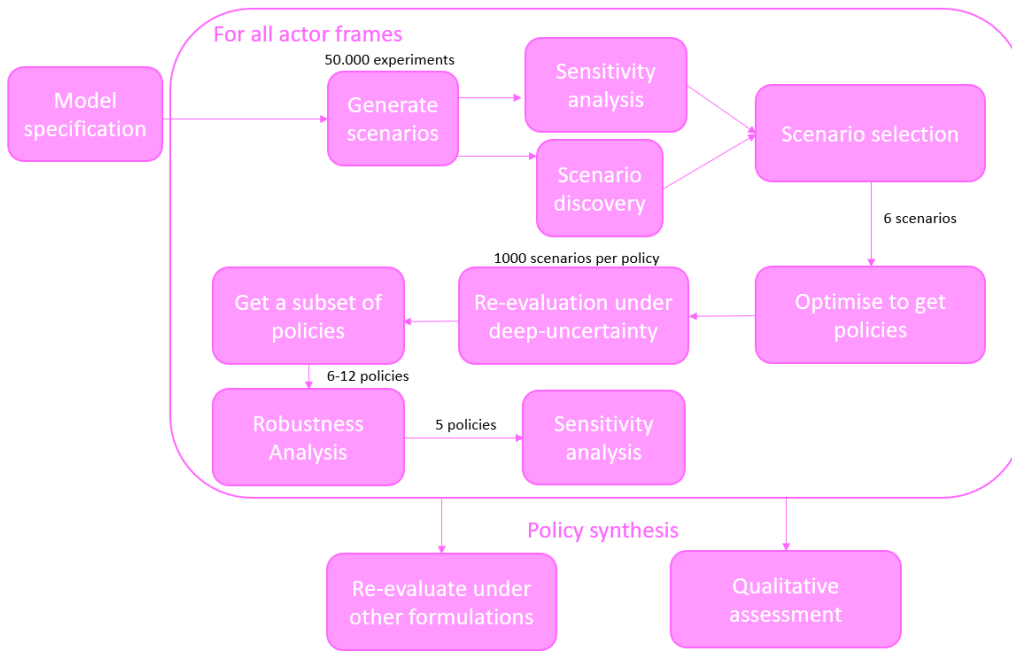 For all actor frames
50.000 experiments
Model
specification
Generate
scenarios
Sensitivity
analysis
Scenario
discovery
Scenario selection
6 scenarios
1000 scenarios per policy
Optimise to get
policies
Re-evaluation under
deep-uncertainty
Get a subset of
policies
6-12 policies
Robustness
Analysis
5 policies
Sensitivity
analysis
Policy synthesis
Re-evaluate under
other formulations
Qualitative
assessment